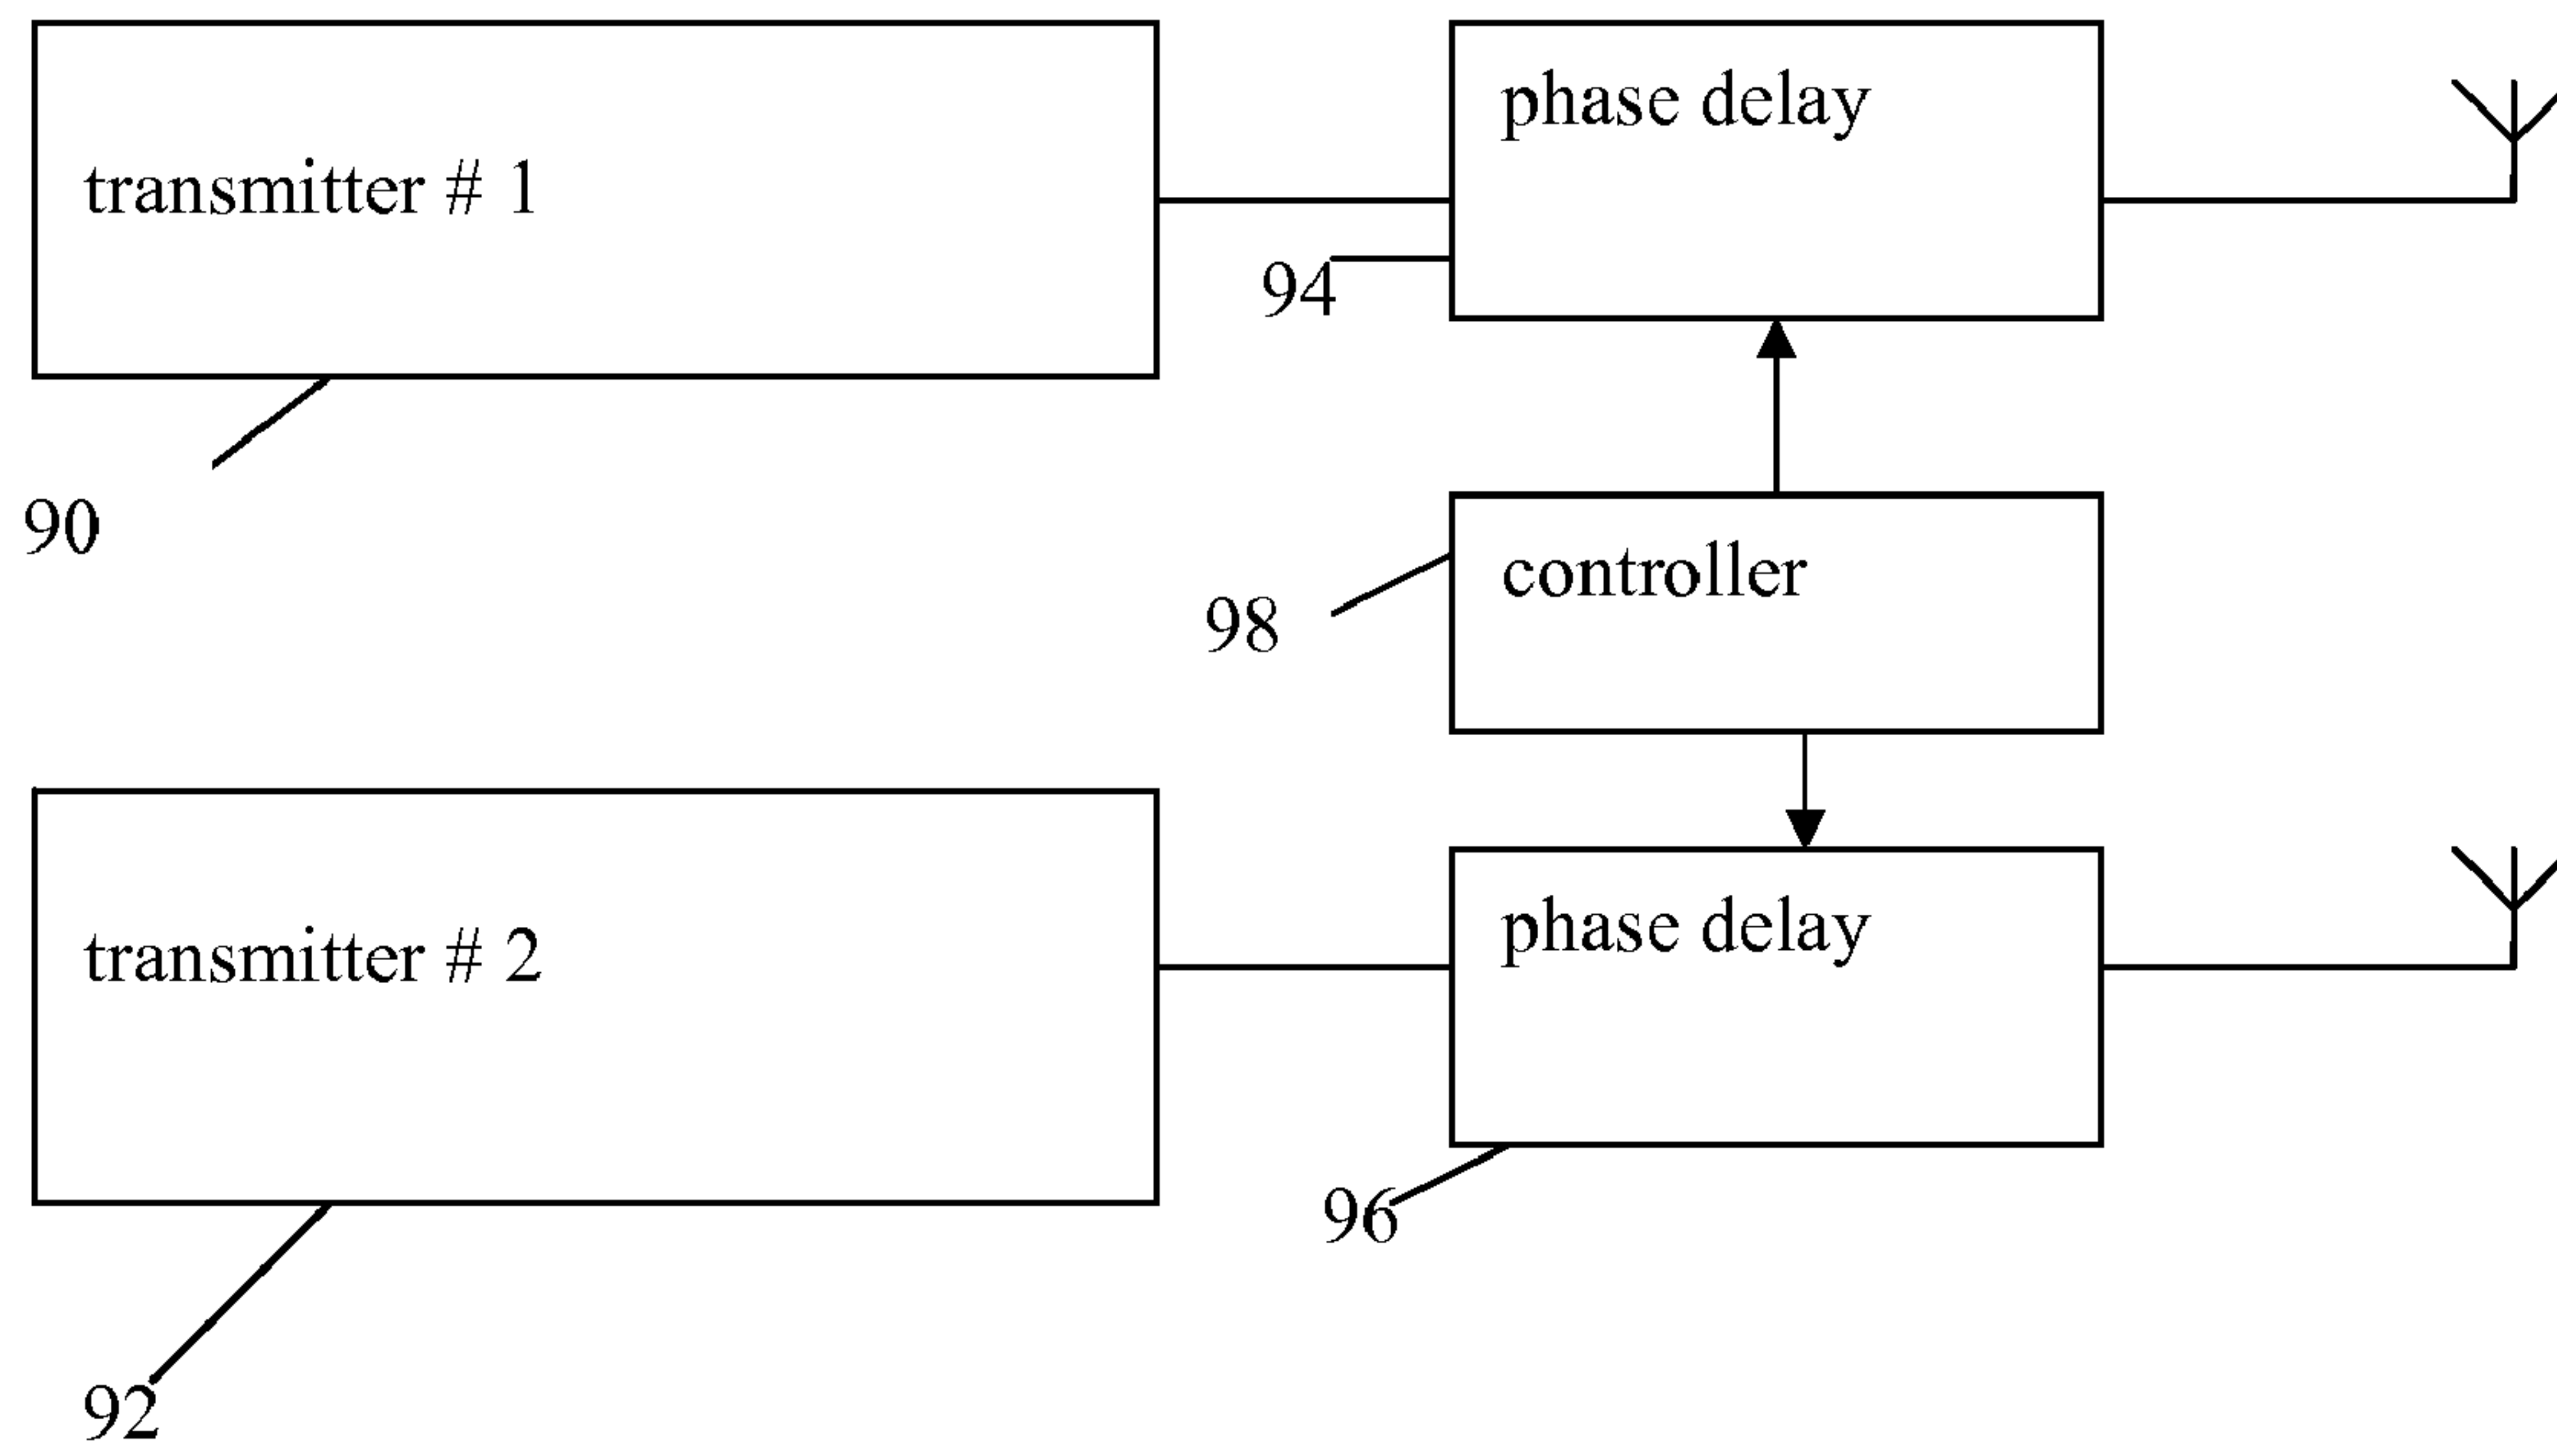 phase delay
transmitter # 1
94
90
controller
98
phase delay
transmitter # 2
96
92